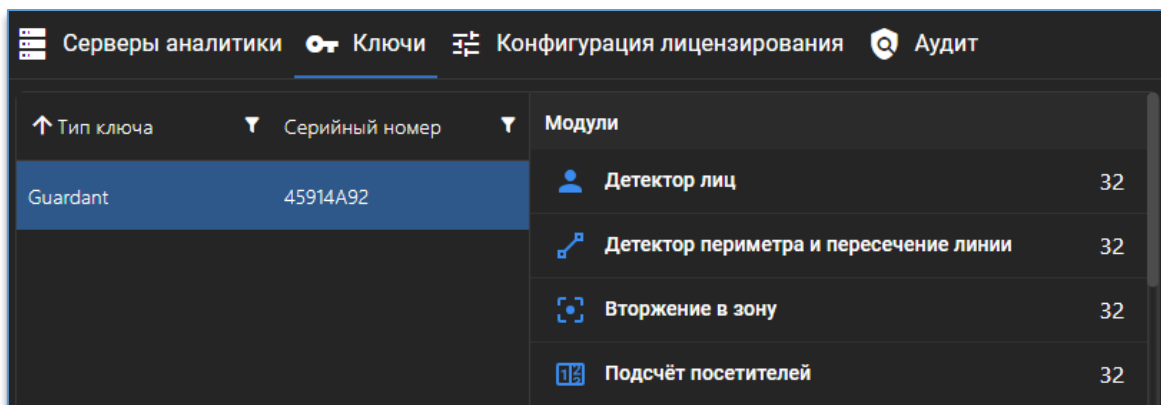 Серверы аналитики Ключи Конфигурация лицензирования Аудит
Тип ключа Серийный номер Модули
Guardant 45914A92
Детектор лиц 32
Детектор периметра и пересечение линии 32
Вторжение в зону 32
Подсчёт посетителей 32